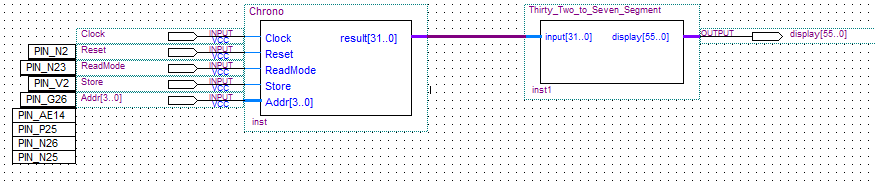 Chrono
Thirty_Two_to_Seven_Segment
Clock INPUT VCC
Clock result[31..0]
input[31..0] display[55..0]
OUTPUT display[55..0]
PIN_N2 Reset INPUT VCC Reset
PIN_N23 ReadMode INPUT VCC ReadMode
PIN_V2 Store INPUT VCC Store
PIN_G26 Addr[3..0] INPUT VCC Addr[3..0]
inst1
PIN_AE14
inst
PIN_P25
PIN_N26
PIN_N25